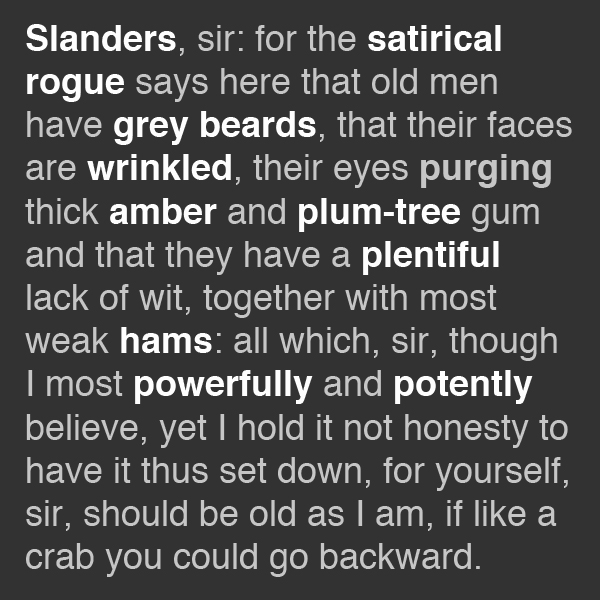 Slanders, sir: for the satirical
rogue says here that old men
have grey beards, that their faces
are wrinkled, their eyes purging
thick amber and plum-tree gum
and that they have a plentiful
lack of wit, together with most
weak hams: all which, sir, though
I most powerfully and potently
believe, yet I hold it not honesty to
have it thus set down, for yourself,
sir, should be old as I am, if like a
crab you could go backward.